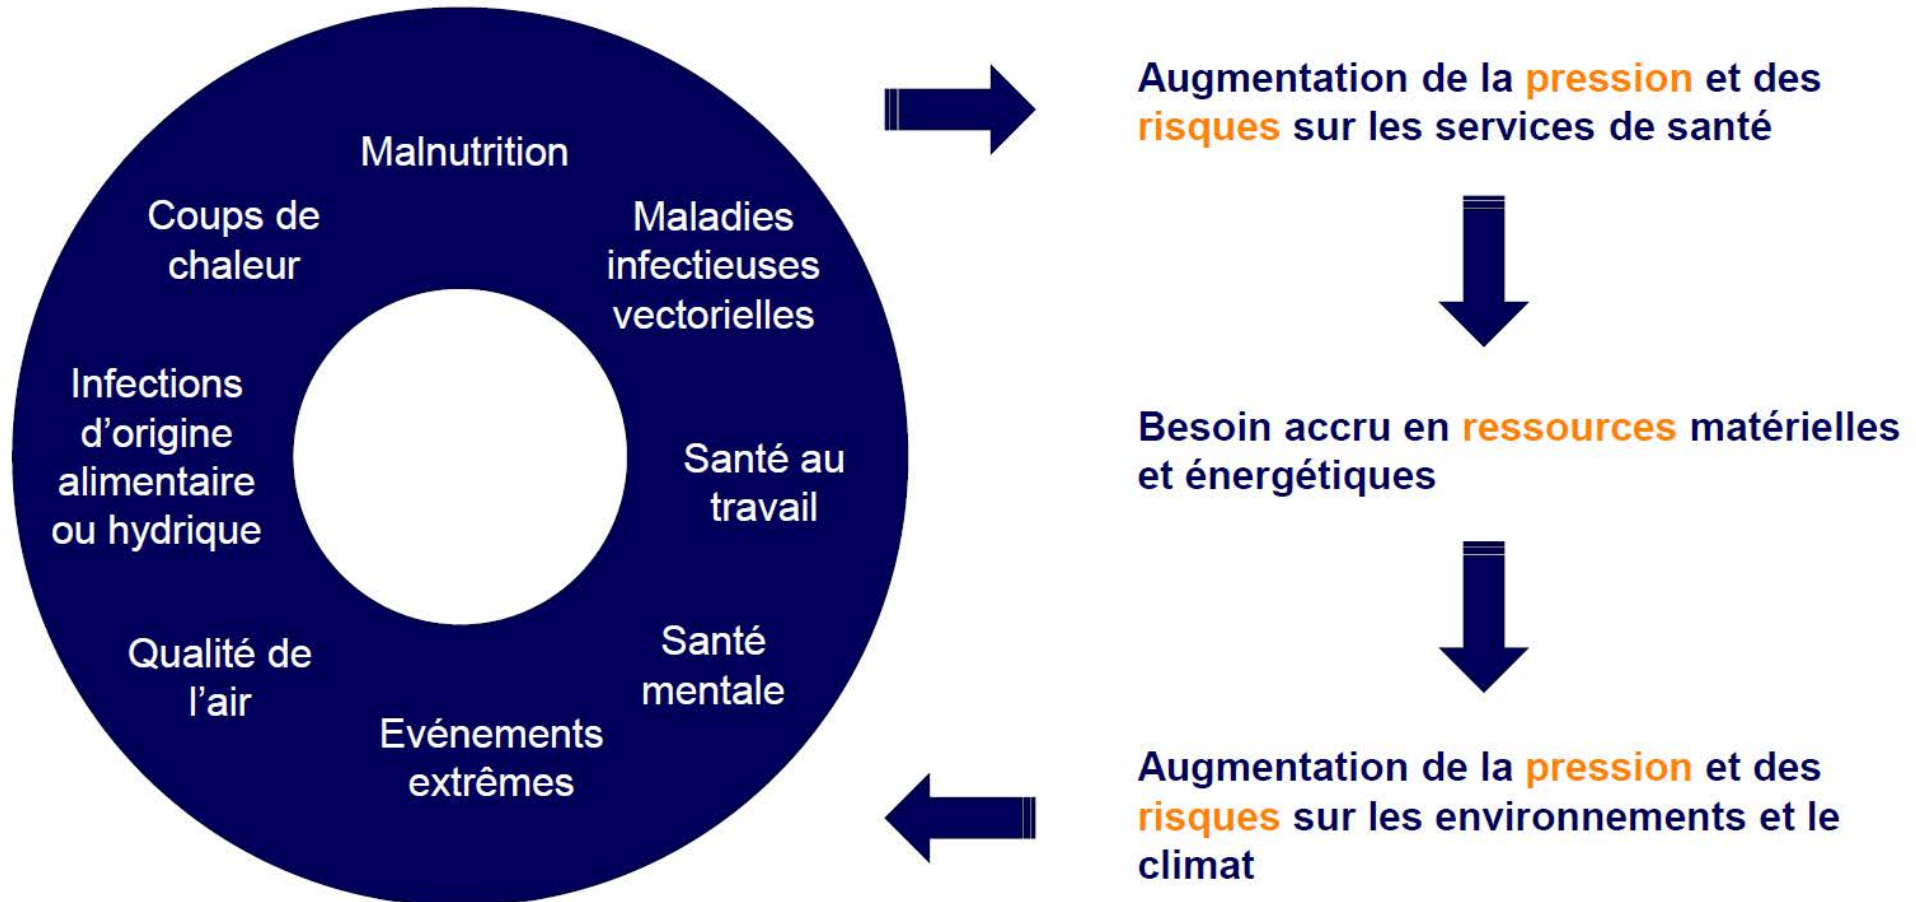 Malnutrition
Coups de
chaleur
Maladies
infectieuses
vectorielles
Infections
d'origine
alimentaire
ou hydrique
Santé au
travail
Qualité de
l'air
Santé
mentale
Evénements
extrêmes
Augmentation de la pression et des
risques sur les services de santé
Besoin accru en ressources matérielles
et énergétiques
Augmentation de la pression et des
risques sur les environnements et le
climat